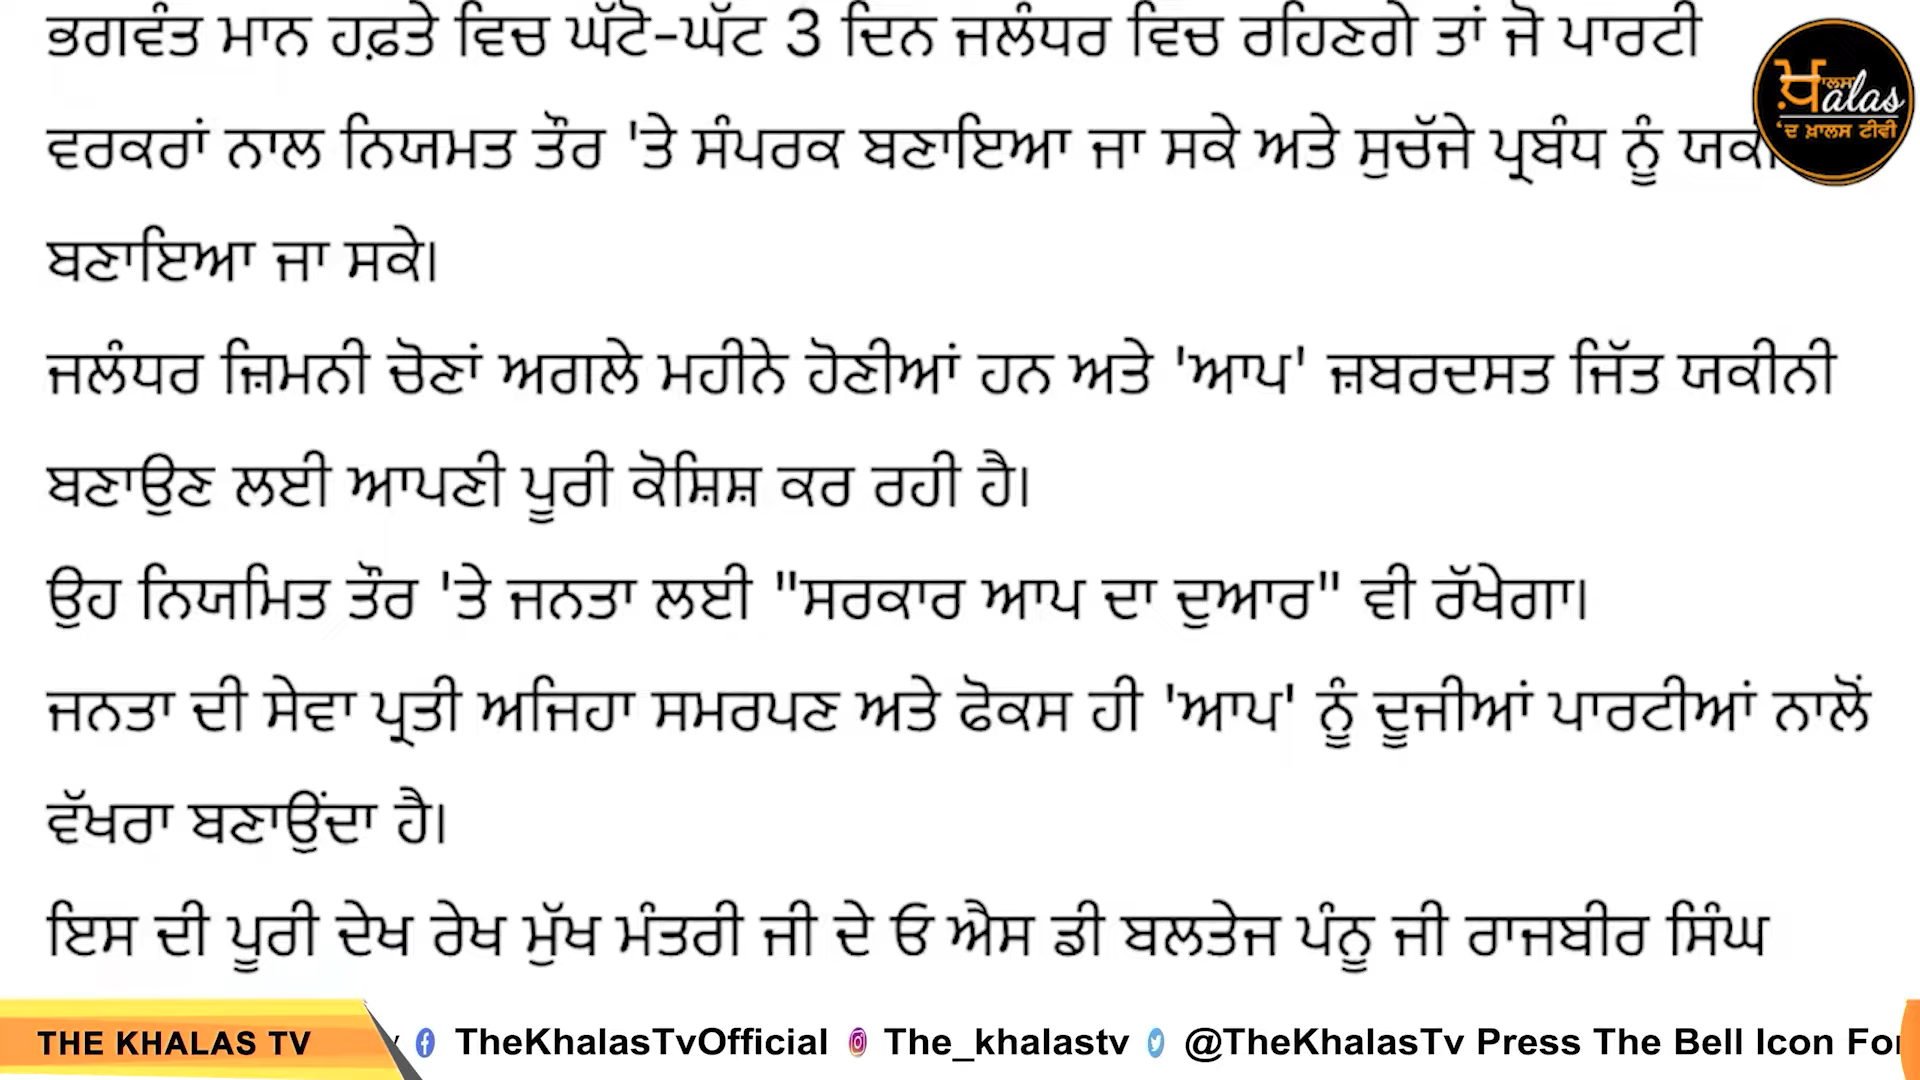 ਭਗਵੰਤ ਮਾਨ ਹਫ਼ਤੇ ਵਿਚ ਘੱਟੋ-ਘੱਟ 3 ਦਿਨ ਜਲੰਧਰ ਵਿਚ ਰਹਿਣਗੇ ਤਾਂ ਜੋ ਪਾਰਟੀ
ਵਰਕਰਾਂ ਨਾਲ ਨਿਯਮਤ ਤੌਰ 'ਤੇ ਸੰਪਰਕ ਬਣਾਇਆ ਜਾ ਸਕੇ ਅਤੇ ਸੁਚੱਜੇ ਪ੍ਰਬੰਧ ਨੂੰ
ਬਣਾਇਆ ਜਾ ਸਕੇ।
ਜਲੰਧਰ ਜ਼ਿਮਨੀ ਚੋਣਾਂ ਅਗਲੇ ਮਹੀਨੇ ਹੋਣੀਆਂ ਹਨ ਅਤੇ 'ਆਪ' ਜ਼ਬਰਦਸਤ ਜਿੱਤ ਯਕੀਨੀ
ਬਣਾਉਣ ਲਈ ਆਪਣੀ ਪੂਰੀ ਕੋਸ਼ਿਸ਼ ਕਰ ਰਹੀ ਹੈ।
ਉਹ ਨਿਯਮਿਤ ਤੌਰ 'ਤੇ ਜਨਤਾ ਲਈ "ਸਰਕਾਰ ਆਪ ਦਾ ਦੁਆਰ" ਵੀ ਰੱਖੇਗਾ।
ਜਨਤਾ ਦੀ ਸੇਵਾ ਪ੍ਰਤੀ ਅਜਿਹਾ ਸਮਰਪਣ ਅਤੇ ਫੋਕਸ ਹੀ 'ਆਪ' ਨੂੰ ਦੂਜੀਆਂ ਪਾਰਟੀਆਂ ਨਾਲੋਂ
ਵੱਖਰਾ ਬਣਾਉਂਦਾ ਹੈ।
ਇਸ ਦੀ ਪੂਰੀ ਦੇਖ ਰੇਖ ਮੁੱਖ ਮੰਤਰੀ ਜੀ ਦੇ ਓ ਐਸ ਡੀ ਬਲਤੇਜ ਪੰਨੂ ਜੀ ਰਾਜਬੀਰ ਸਿੰਘ
ਖ਼ਾਲਸ
alas
'ਦ ਖ਼ਾਲਸ ਟੀਵੀ
THE KHALAS TV TheKhalasTvOfficial The_khalastv @TheKhalasTv Press The Bell Icon For